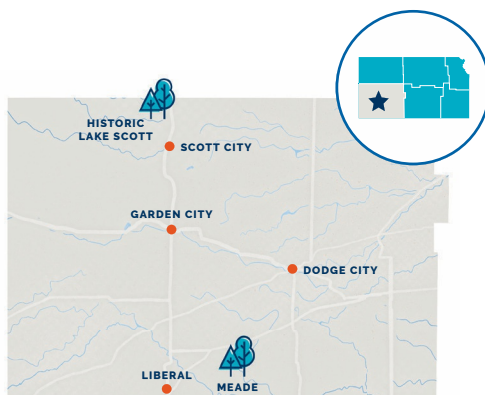 HISTORIC
LAKE SCOTT
SCOTT CITY
GARDEN CITY
DODGE CITY
LIBERAL
MEADE